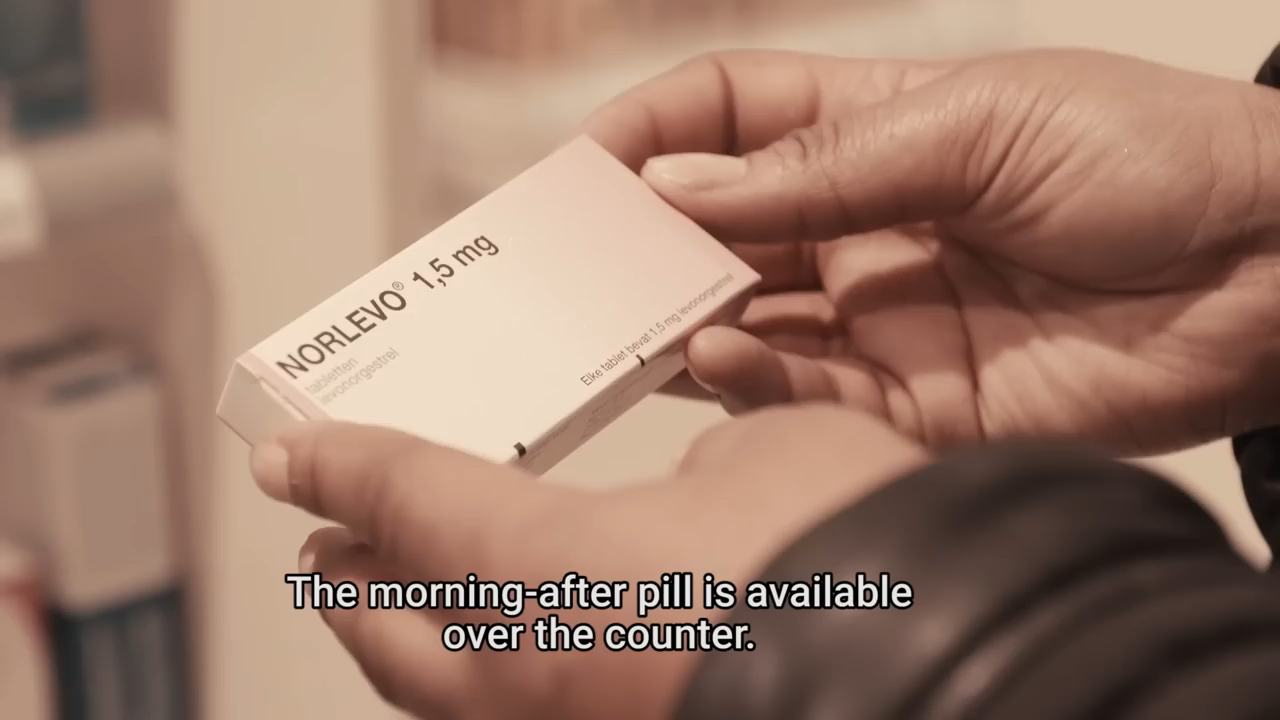 NORLEVO® 1,5 mg
tabletten
levonorgestrel
Elke tablet bevat 1,5 mg levonorgestrel
The morning-after pill is available
over the counter.